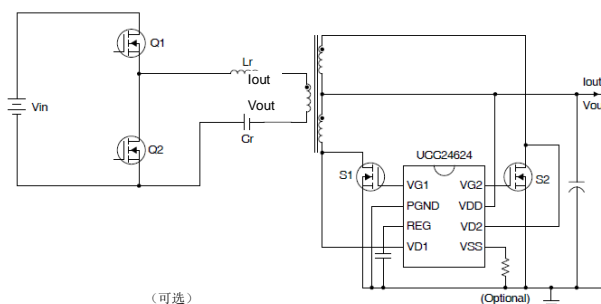 Q1
Lr
Iout
Iout
Vin
Vout
Vou
Cr
Q2
UCC24624
S1
VG1
VG2
S2
PGND
VDD
REG
VD2
VD1
VSS
（可选）
(Optional)